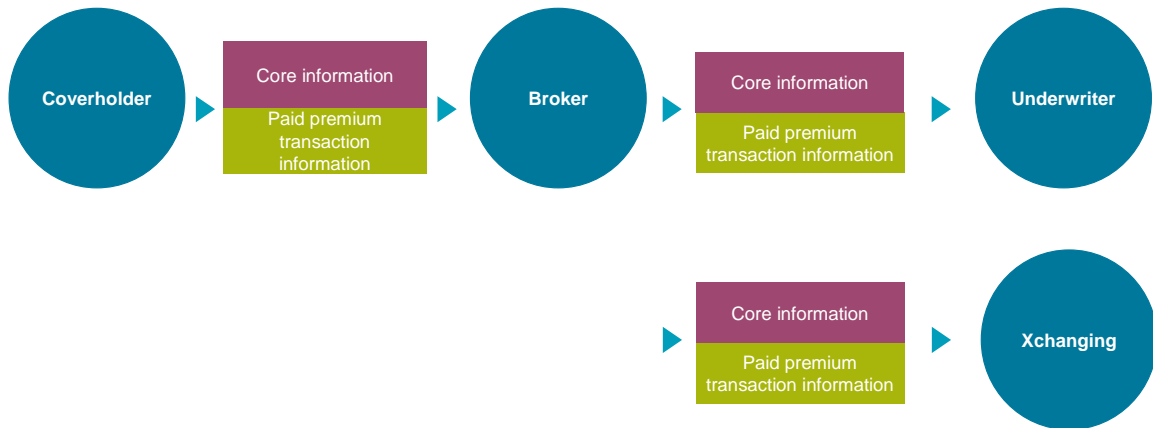 Coverholder
Core information
Paid premium
transaction
information
Broker
Core information
Paid premium
transaction information
Underwriter
Core information
Paid premium
transaction information
Xchanging